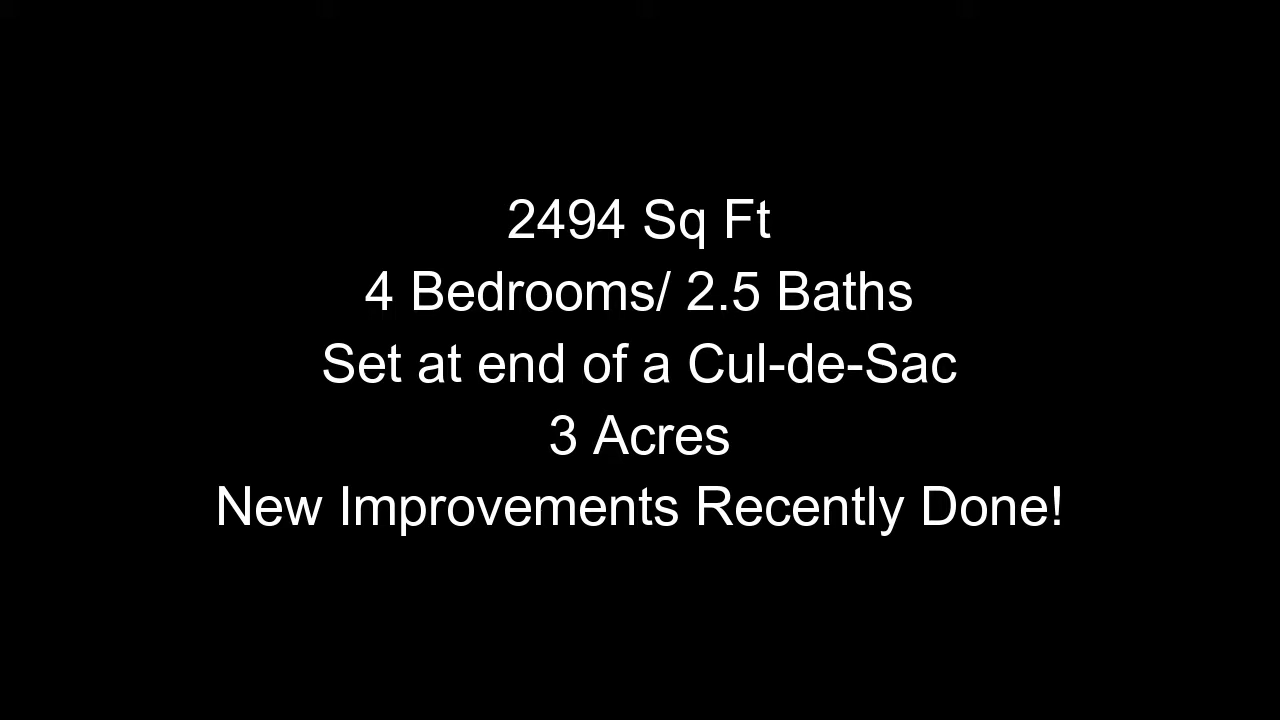 2494 Sq Ft
4 Bedrooms/ 2.5 Baths
Set at end of a Cul-de-Sac
3 Acres
New Improvements Recently Done!